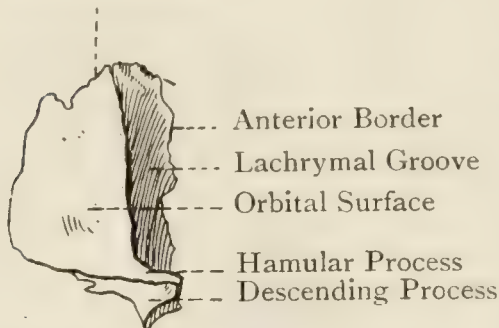 Anterior Border
Lachrymal Groove
Orbital Surface
Hamular Process
Descending Process